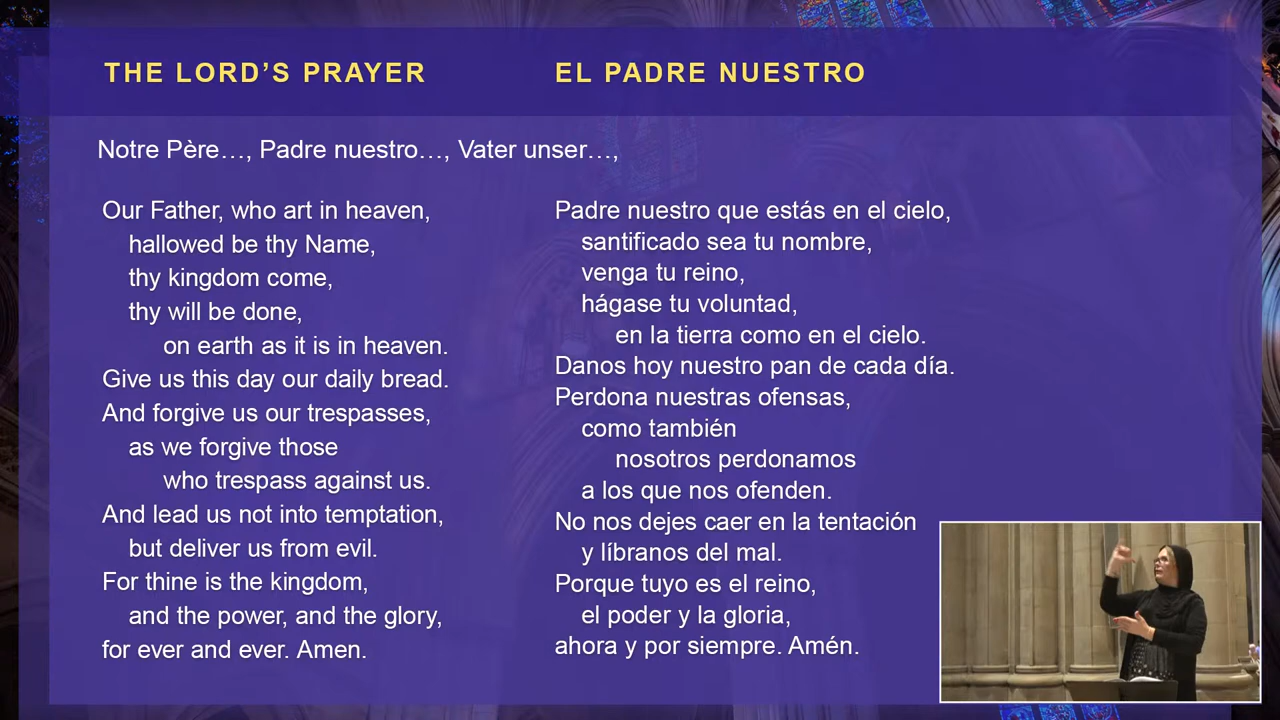 THE LORD’S PRAYER
EL PADRE NUESTRO
Notre Père…, Padre nuestro…, Vater unser…,
Our Father, who art in heaven,
hallowed be thy Name,
thy kingdom come,
thy will be done,
on earth as it is in heaven.
Give us this day our daily bread.
And forgive us our trespasses,
as we forgive those
who trespass against us.
And lead us not into temptation,
but deliver us from evil.
For thine is the kingdom,
and the power, and the glory,
for ever and ever. Amen.
Padre nuestro que estás en el cielo,
santificado sea tu nombre,
venga tu reino,
hágase tu voluntad,
en la tierra como en el cielo.
Danos hoy nuestro pan de cada día.
Perdona nuestras ofensas,
como también
nosotros perdonamos
a los que nos ofenden.
No nos dejes caer en la tentación
y líbranos del mal.
Porque tuyo es el reino,
el poder y la gloria,
ahora y por siempre. Amén.